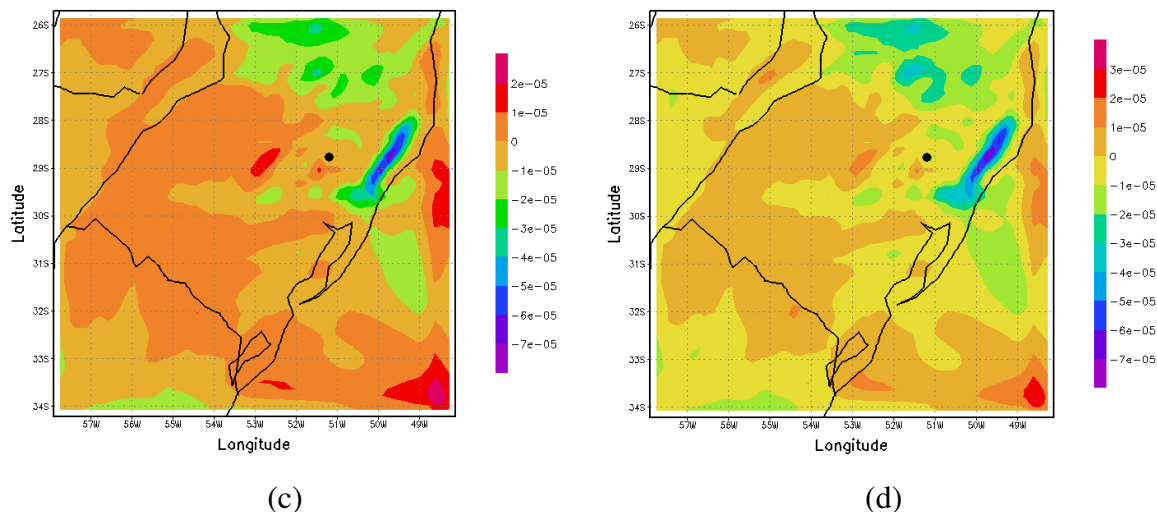 26S
27S
28S
29S
30S
31S
32S
33S
34S
Latitude
57W 56W 55W 54W 53W 52W 51W 50W 49W
Longitude
2e-05
1e-05
0
-1e-05
-2e-05
-3e-05
-4e-05
-5e-05
-6e-05
-7e-05
(c)
26S
27S
28S
29S
30S
31S
32S
33S
34S
Latitude
57W 56W 55W 54W 53W 52W 51W 50W 49W
Longitude
3e-05
2e-05
1e-05
0
-1e-05
-2e-05
-3e-05
-4e-05
-5e-05
-6e-05
-7e-05
(d)